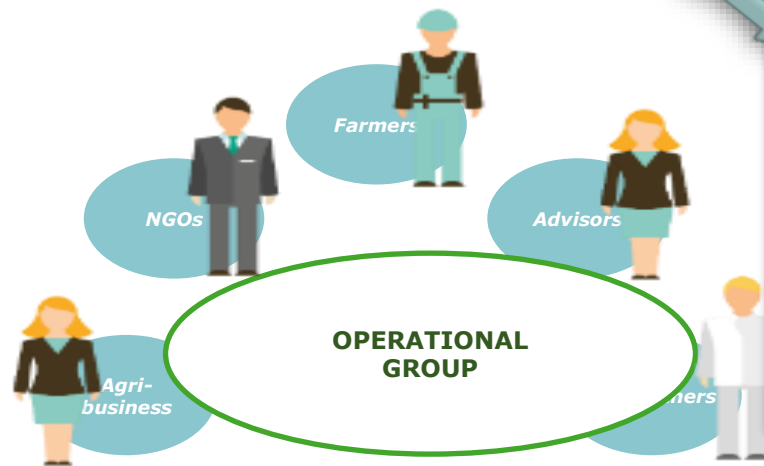 Farmers
NGOs
Advisors
OPERATIONAL
GROUP
Agri-
business